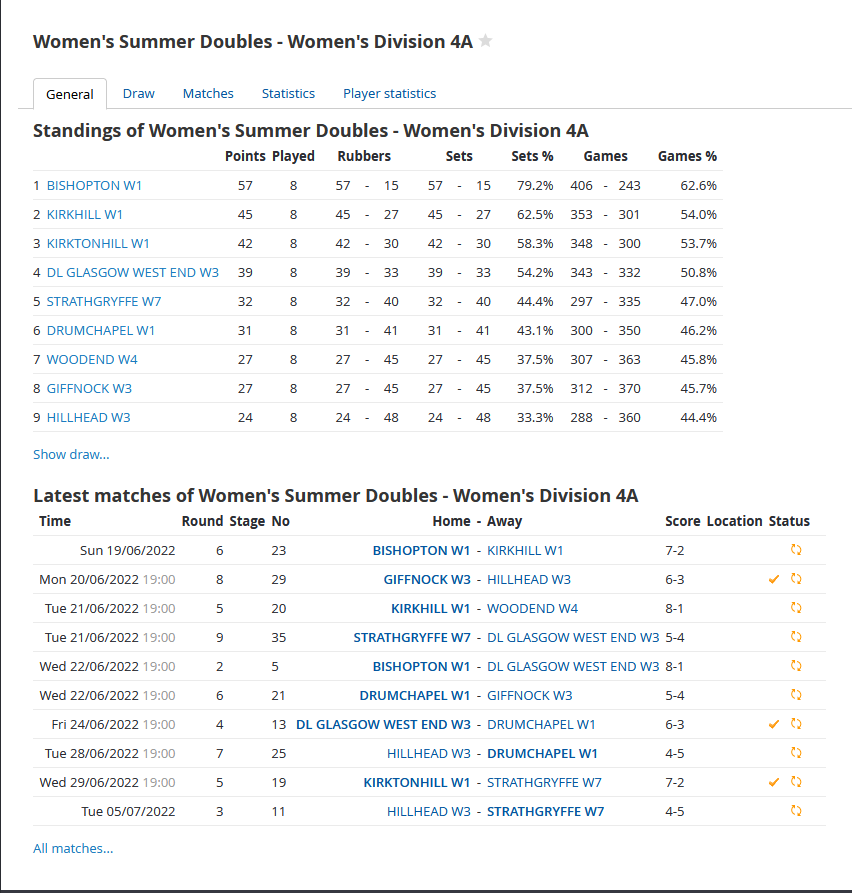 Women's Summer Doubles - Women's Division 4A
General Draw Matches Statistics Player statistics
Standings of Women's Summer Doubles - Women's Division 4A
Points Played Rubbers Sets Sets % Games Games %
1 BISHOPTON W1 57 8 57 - 15 57 - 15 79.2% 406 - 243 62.6%
2 KIRKHILL W1 45 8 45 - 27 45 - 27 62.5% 353 - 301 54.0%
3 KIRKTONHILL W1 42 8 42 - 30 42 - 30 58.3% 348 - 300 53.7%
4 DL GLASGOW WEST END W3 39 8 39 - 33 39 - 33 54.2% 343 - 332 50.8%
5 STRATHGRYFFE W7 32 8 32 - 40 32 - 40 44.4% 297 - 335 47.0%
6 DRUMCHAPEL W1 31 8 31 - 41 31 - 41 43.1% 300 - 350 46.2%
7 WOODEND W4 27 8 27 - 45 27 - 45 37.5% 307 - 363 45.8%
8 GIFFNOCK W3 27 8 27 - 45 27 - 45 37.5% 312 - 370 45.7%
9 HILLHEAD W3 24 8 24 - 48 24 - 48 33.3% 288 - 360 44.4%
Show draw...
Latest matches of Women's Summer Doubles - Women's Division 4A
Time Round Stage No Home - Away Score Location Status
Sun 19/06/2022 6 23 BISHOPTON W1 - KIRKHILL W1 7-2
Mon 20/06/2022 19:00 8 29 GIFFNOCK W3 - HILLHEAD W3 6-3
Tue 21/06/2022 19:00 5 20 KIRKHILL W1 - WOODEND W4 8-1
Tue 21/06/2022 19:00 9 35 STRATHGRYFFE W7 - DL GLASGOW WEST END W3 5-4
Wed 22/06/2022 19:00 2 5 BISHOPTON W1 - DL GLASGOW WEST END W3 8-1
Wed 22/06/2022 19:00 6 21 DRUMCHAPEL W1 - GIFFNOCK W3 5-4
Fri 24/06/2022 19:00 4 13 DL GLASGOW WEST END W3 - DRUMCHAPEL W1 6-3
Tue 28/06/2022 19:00 7 25 HILLHEAD W3 - DRUMCHAPEL W1 4-5
Wed 29/06/2022 19:00 5 19 KIRKTONHILL W1 - STRATHGRYFFE W7 7-2
Tue 05/07/2022 3 11 HILLHEAD W3 - STRATHGRYFFE W7 4-5
All matches...